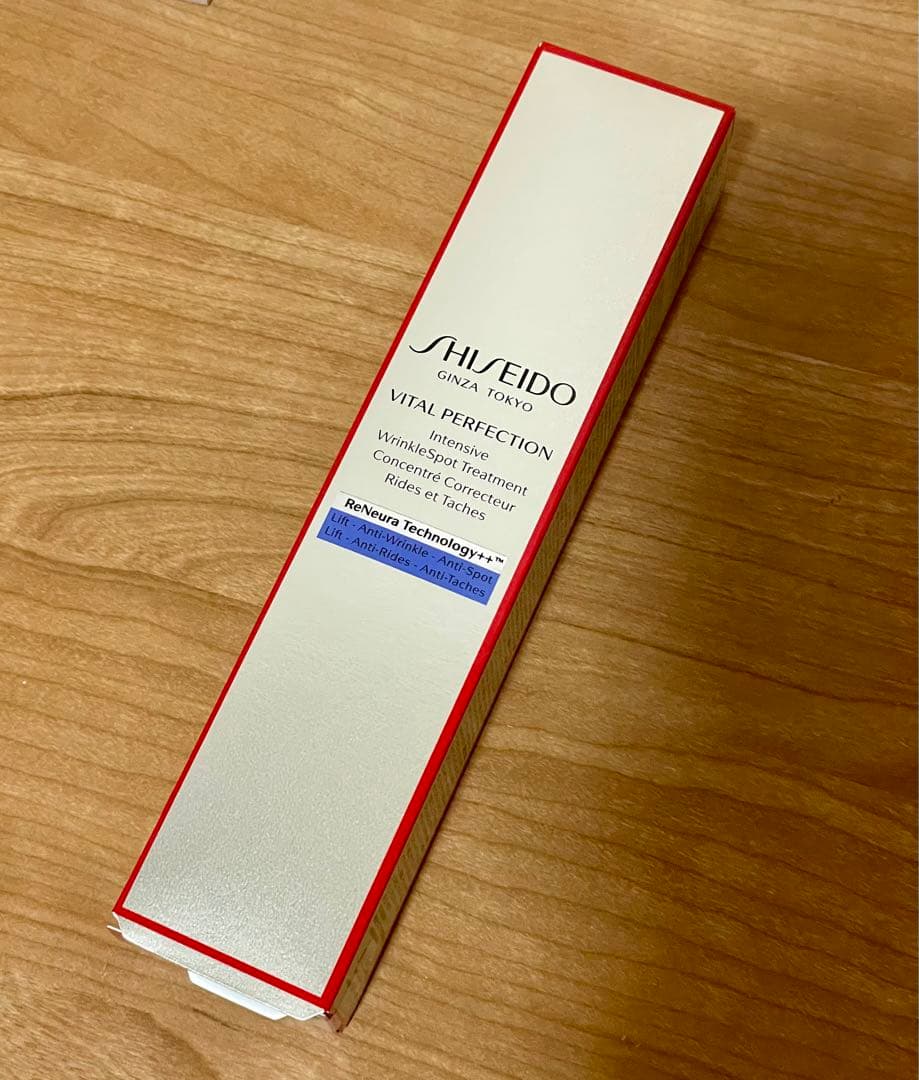 SHISEIDO
GINZA TOKYO
VITAL PERFECTION
Intensive
WrinkleSpot Treatment
Concentré Correcteur
Rides et Taches
ReNeura Technology++™
Lift - Anti-Wrinkle - Anti-Spot
Lift - Anti-Rides - Anti-Taches